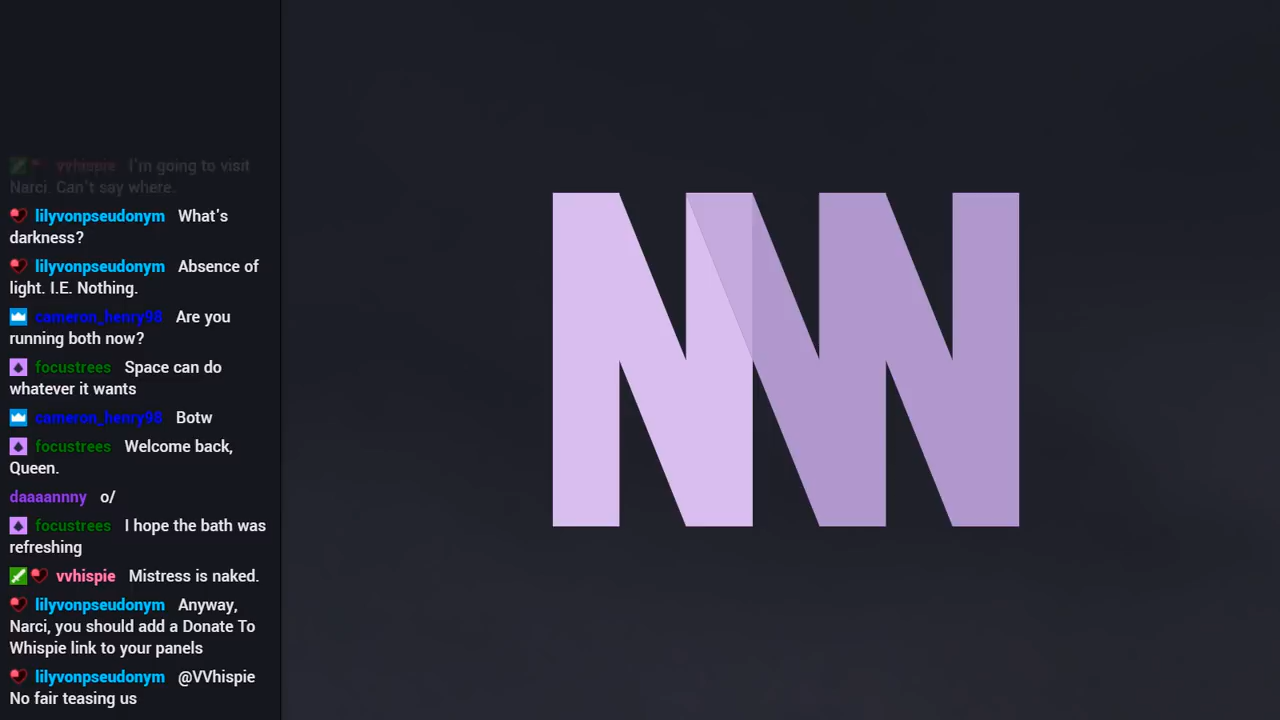 vvhispie I'm going to visit
Narci. Can't say where.
lilyvonpseudonym What's
darkness?
lilyvonpseudonym Absence of
light. I.E. Nothing.
cameron_henry98 Are you
running both now?
focustrees Space can do
whatever it wants
cameron_henry98 Botw
focustrees Welcome back,
Queen.
daaaannny o/
focustrees I hope the bath was
refreshing
vvhispie Mistress is naked.
lilyvonpseudonym Anyway,
Narci, you should add a Donate To
Whispie link to your panels
lilyvonpseudonym @VVhispie
No fair teasing us
NNN